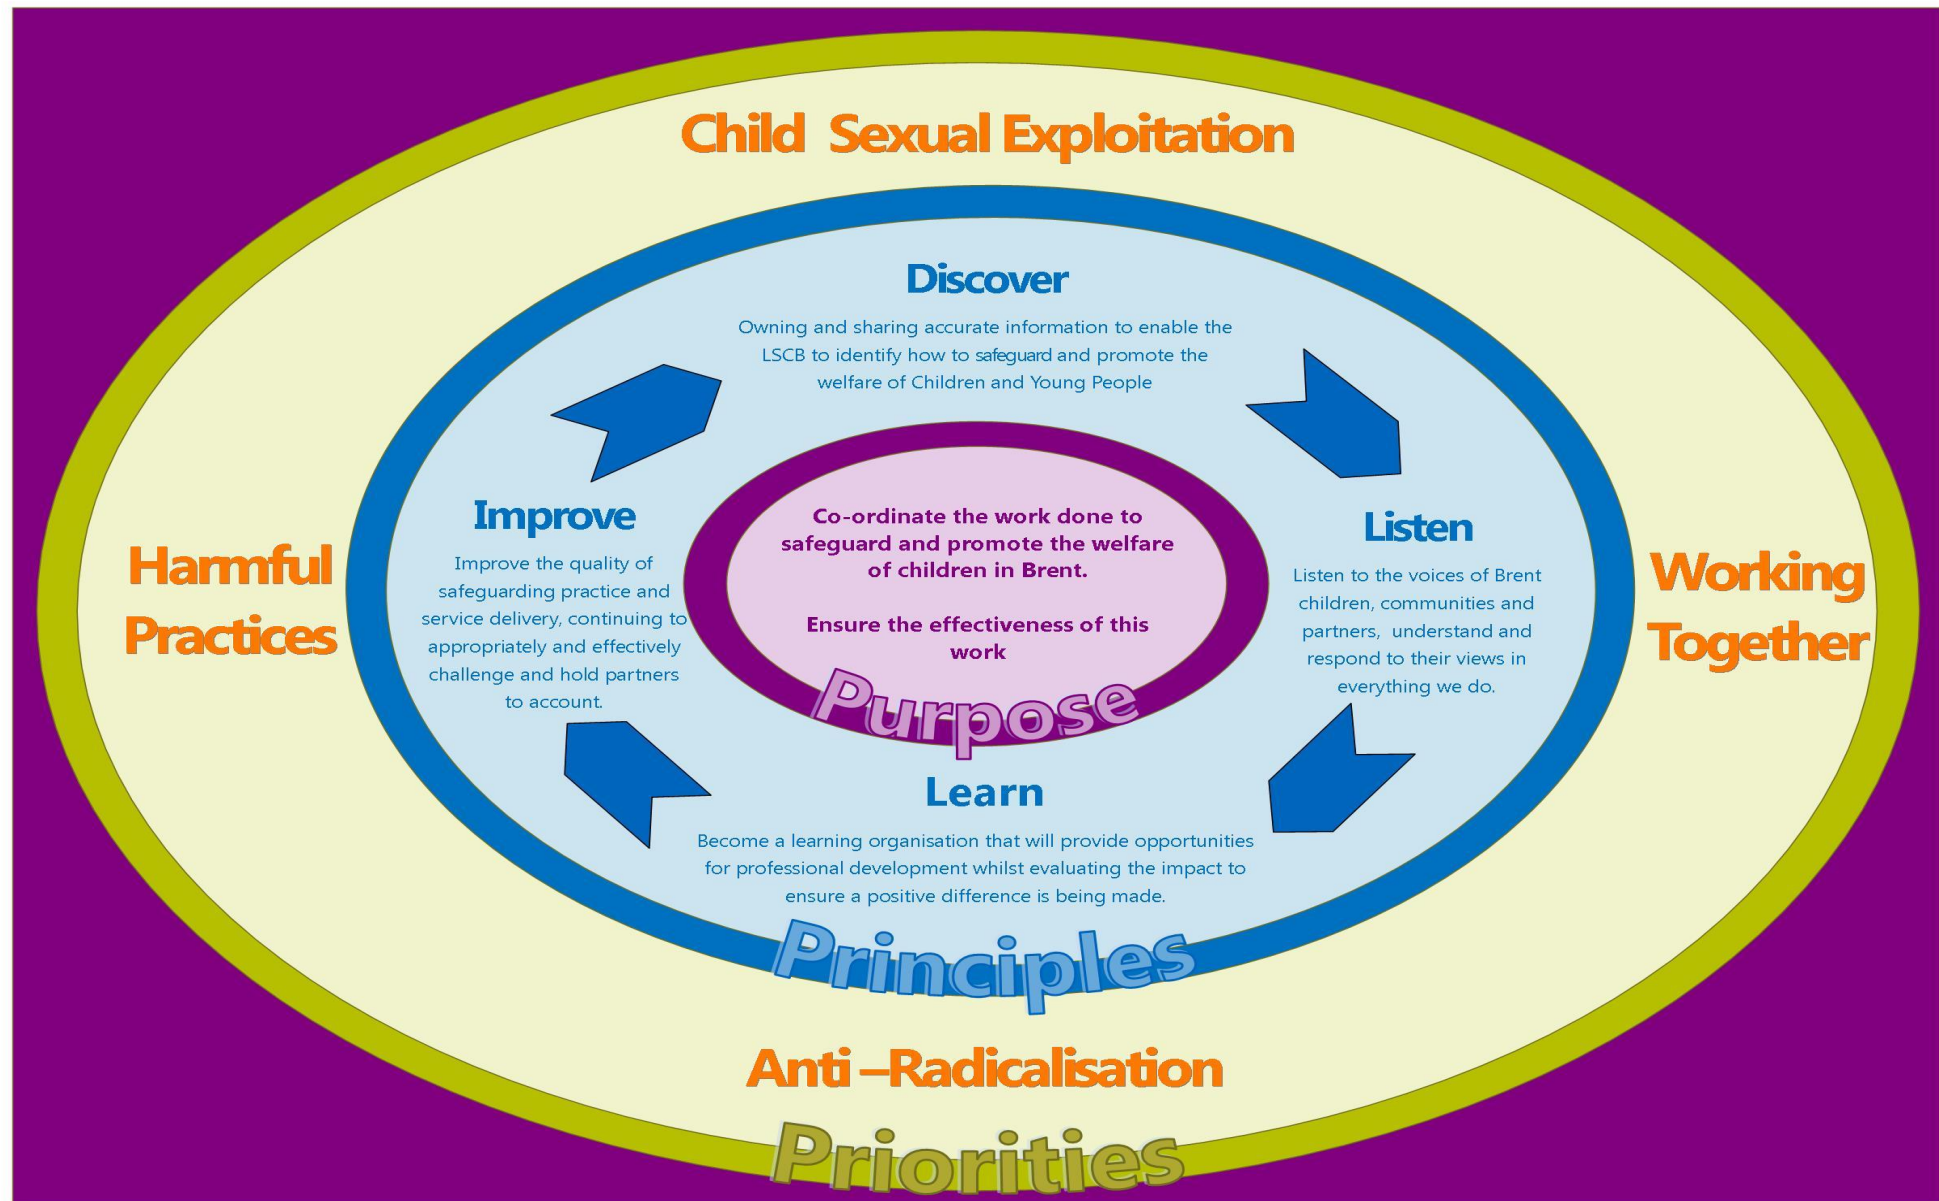 Child Sexual Exploitation
Discover
Owning and sharing accurate information to enable the
LSCB to identify how to safeguard and promote the
welfare of Children and Young People
Harmful
Practices
Improve
Improve the quality of
safeguarding practice and
service delivery, continuing to
appropriately and effectively
challenge and hold partners
to account.
Co-ordinate the work done to
safeguard and promote the welfare
of children in Brent.
Ensure the effectiveness of this
work
Purpose
Listen
Listen to the voices of Brent
children, communities and
partners, understand and
respond to their views in
everything we do.
Working
Together
Learn
Become a learning organisation that will provide opportunities
for professional development whilst evaluating the impact to
ensure a positive difference is being made.
Principles
Anti –Radicalisation
Priorities